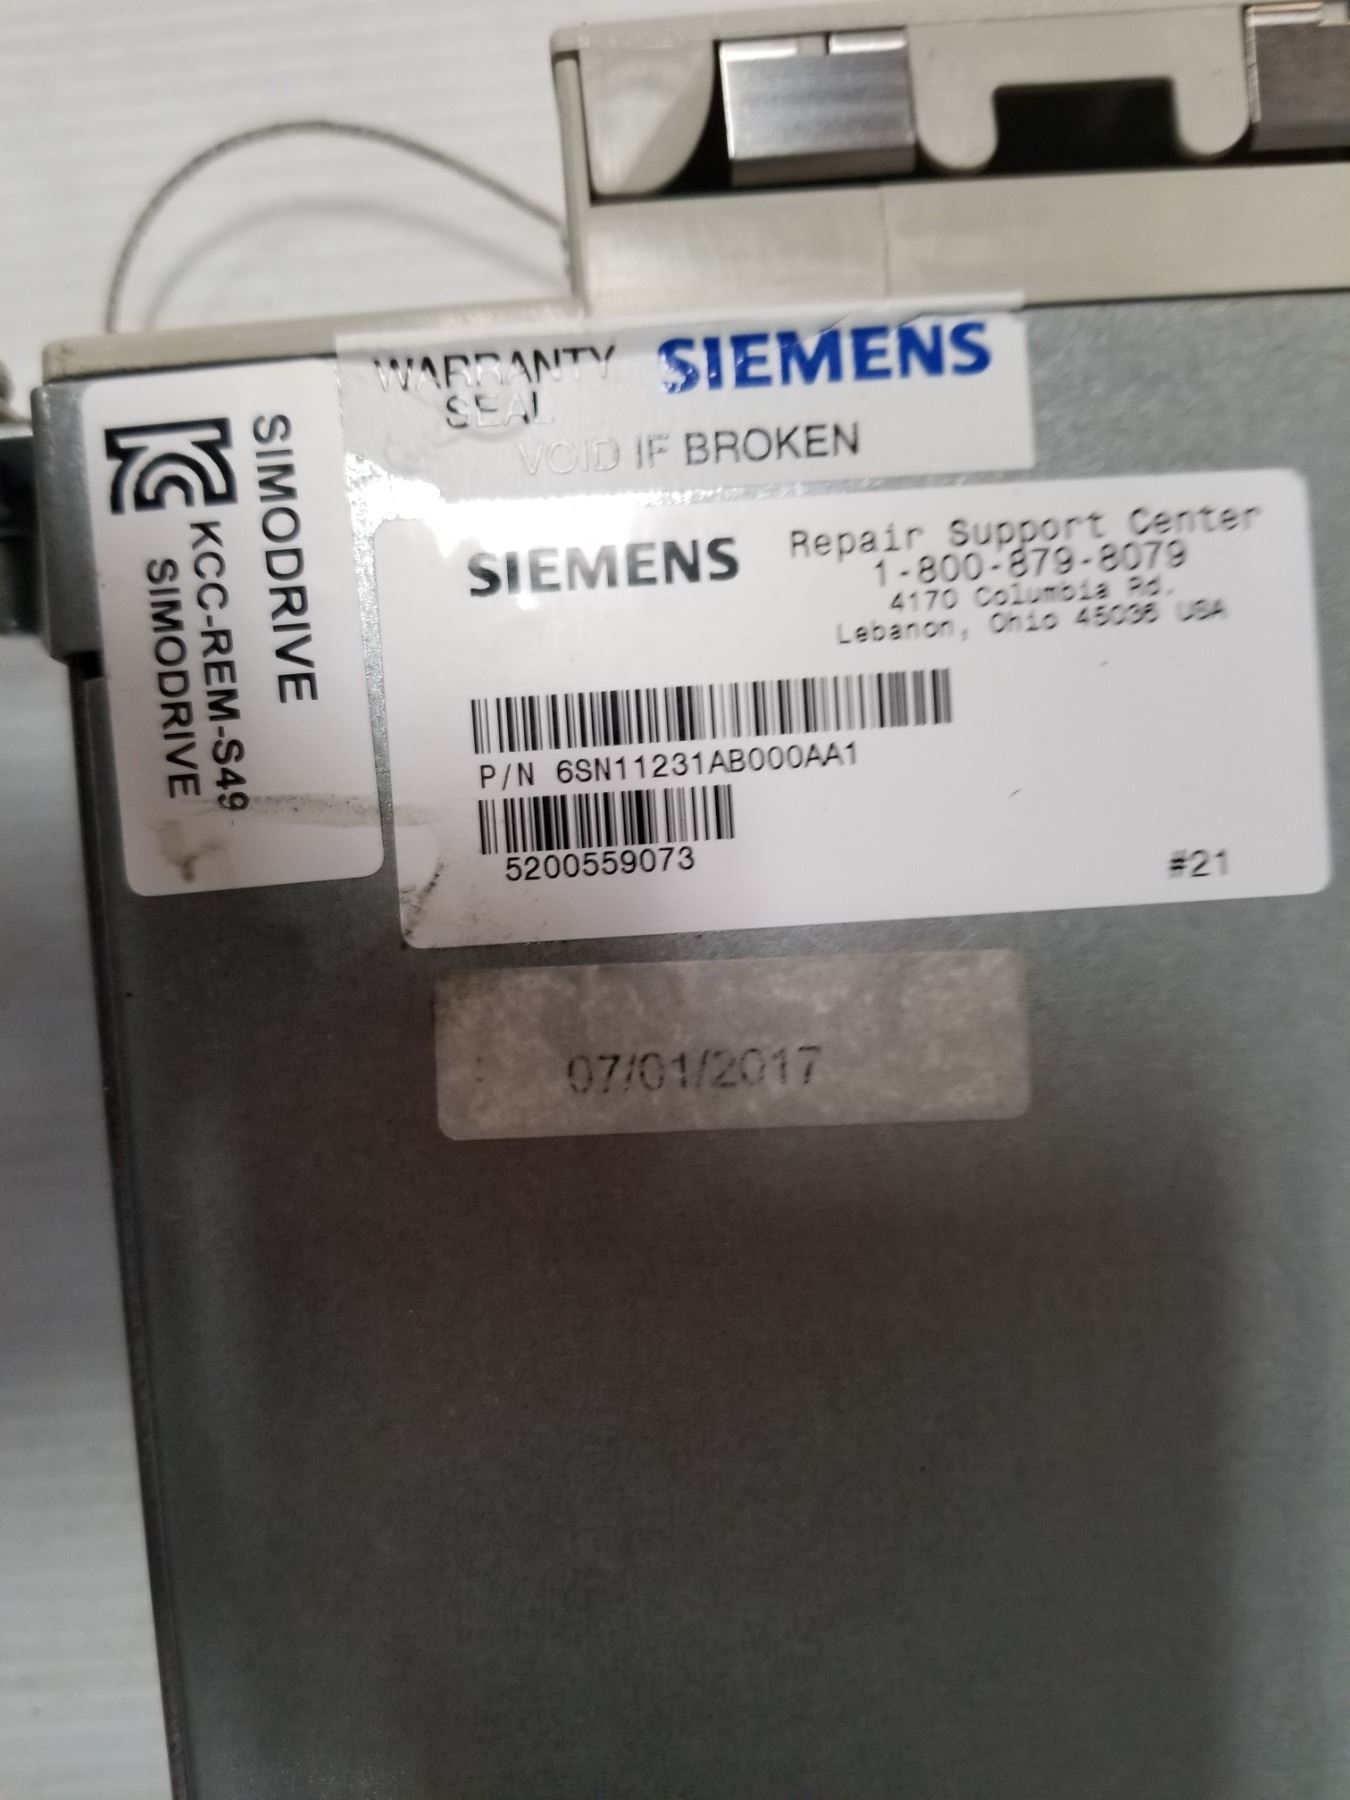 WARRANTY SIEMENS
SEAL
VOID IF BROKEN
SIMODRIVE
KCC-REM-S49
SIMODRIVE
SIEMENS
Repair Support Center
1-800-879-8079
4170 Columbia Rd.
Lebanon, Ohio 45036 USA
P/N 6SN11231AB000AA1
5200559073
#21
07/01/2017